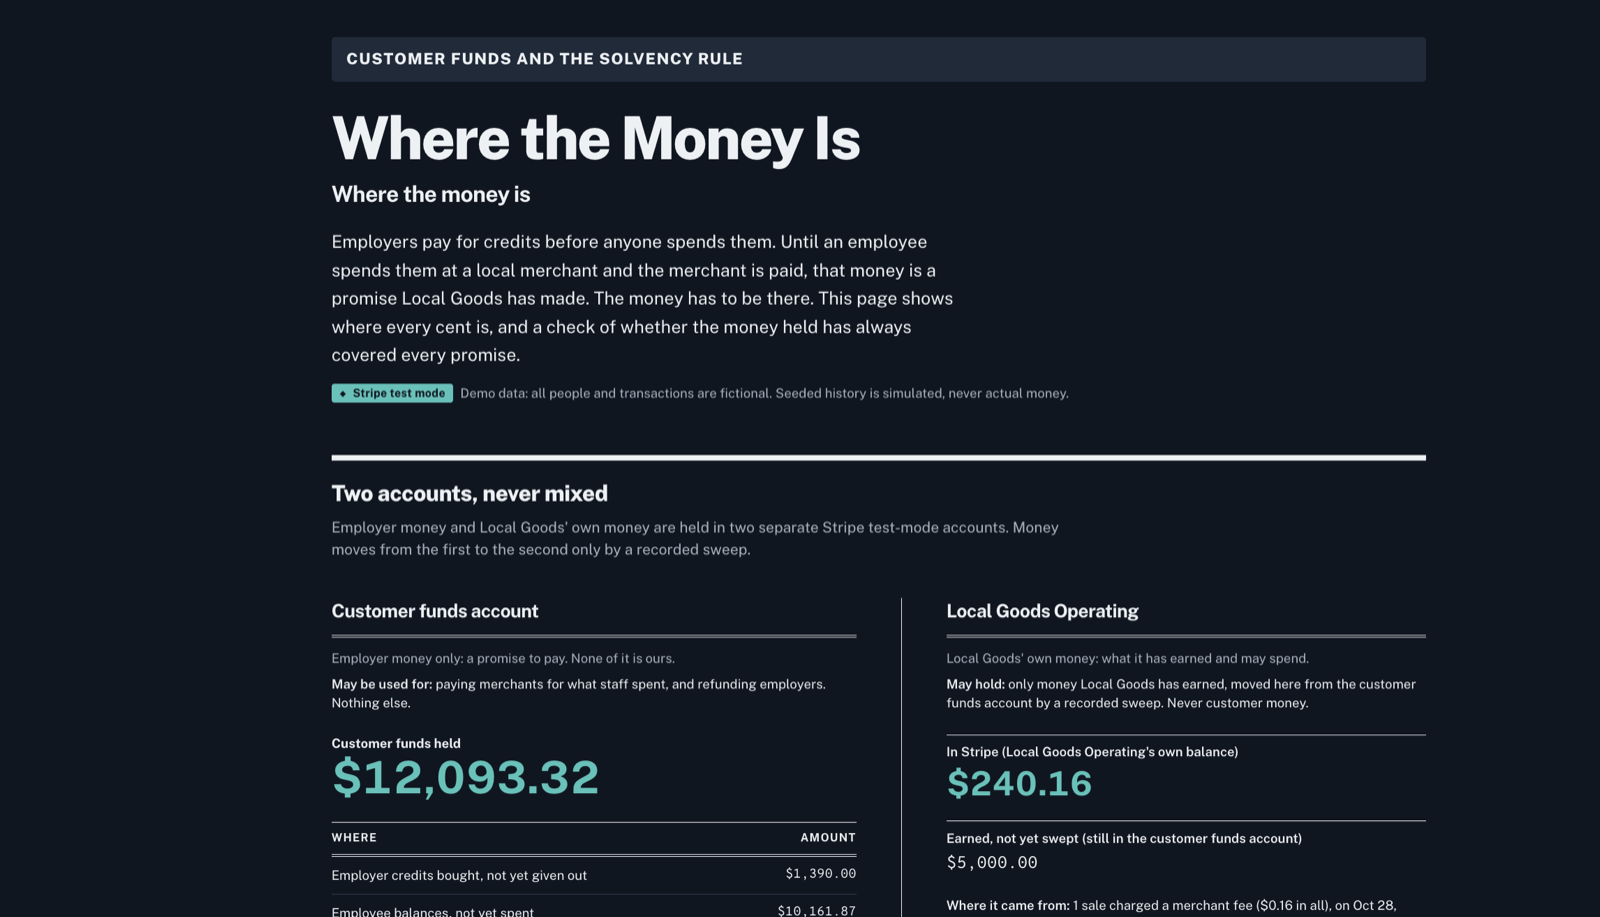 CUSTOMER FUNDS AND THE SOLVENCY RULE
Where the Money Is
Where the money is
Employers pay for credits before anyone spends them. Until an employee
spends them at a local merchant and the merchant is paid, that money is a
promise Local Goods has made. The money has to be there. This page shows
where every cent is, and a check of whether the money held has always
covered every promise.
Stripe test mode Demo data: all people and transactions are fictional. Seeded history is simulated, never actual money.
Two accounts, never mixed
Employer money and Local Goods' own money are held in two separate Stripe test-mode accounts. Money
moves from the first to the second only by a recorded sweep.
Customer funds account
Employer money only: a promise to pay. None of it is ours.
May be used for: paying merchants for what staff spent, and refunding employers.
Nothing else.
Customer funds held
$12,093.32
WHERE AMOUNT
Employer credits bought, not yet given out $1,390.00
Employee balances, not yet spent $10,161.87
Local Goods Operating
Local Goods' own money: what it has earned and may spend.
May hold: only money Local Goods has earned, moved here from the customer
funds account by a recorded sweep. Never customer money.
In Stripe (Local Goods Operating's own balance)
$240.16
Earned, not yet swept (still in the customer funds account)
$5,000.00
Where it came from: 1 sale charged a merchant fee ($0.16 in all), on Oct 28,